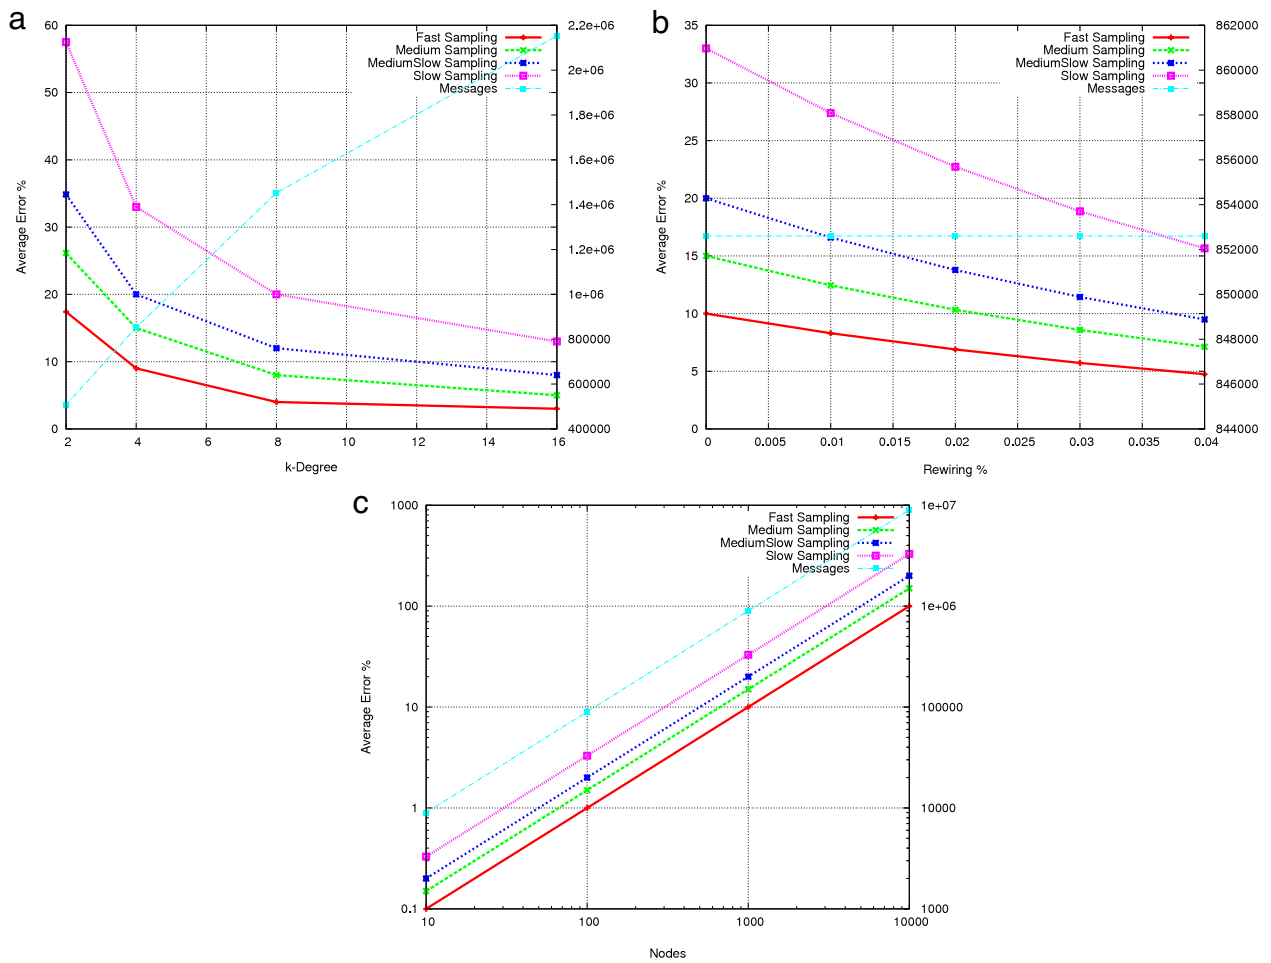 a
60
50
40
30
20
10
0
Average Error %
Fast Sampling
Medium Sampling
MediumSlow Sampling
Slow Sampling
Messages
2.2e+06
2e+06
1.8e+06
1.6e+06
1.4e+06
1.2e+06
1e+06
800000
600000
400000
2 4 6 8 10 12 14 16
k-Degree
b
35
30
25
20
15
10
5
0
Average Error %
Fast Sampling
Medium Sampling
MediumSlow Sampling
Slow Sampling
Messages
862000
860000
858000
856000
854000
852000
850000
848000
846000
844000
0 0.005 0.01 0.015 0.02 0.025 0.03 0.035 0.04
Rewiring %
c
1000
100
10
1
0.1
Average Error %
Fast Sampling
Medium Sampling
MediumSlow Sampling
Slow Sampling
Messages
1e+07
1e+06
100000
10000
1000
10 100 1000 10000
Nodes